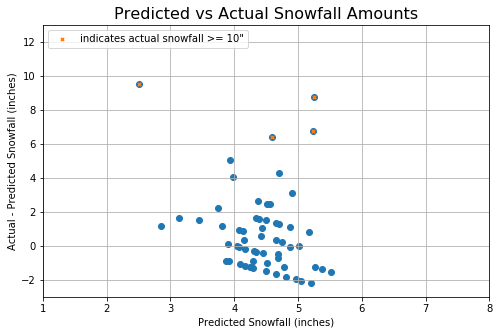 Predicted vs Actual Snowfall Amounts
indicates actual snowfall >= 10"
Actual - Predicted Snowfall (inches)
12
10
8
6
4
2
0
−2
1 2 3 4 5 6 7 8
Predicted Snowfall (inches)